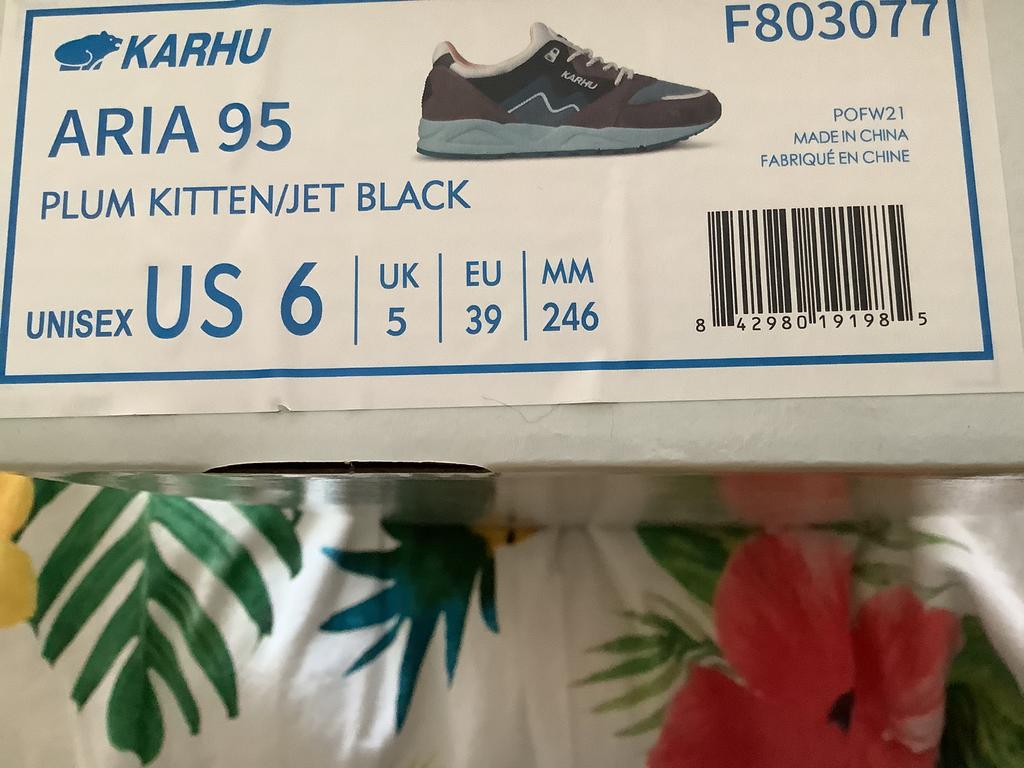 KARHU
F803077
ARIA 95
KARHU
POFW21
MADE IN CHINA
FABRIQUÉ EN CHINE
PLUM KITTEN/JET BLACK
UNISEX US 6
UK
5
EU
39
MM
246
8 42980 19198 5